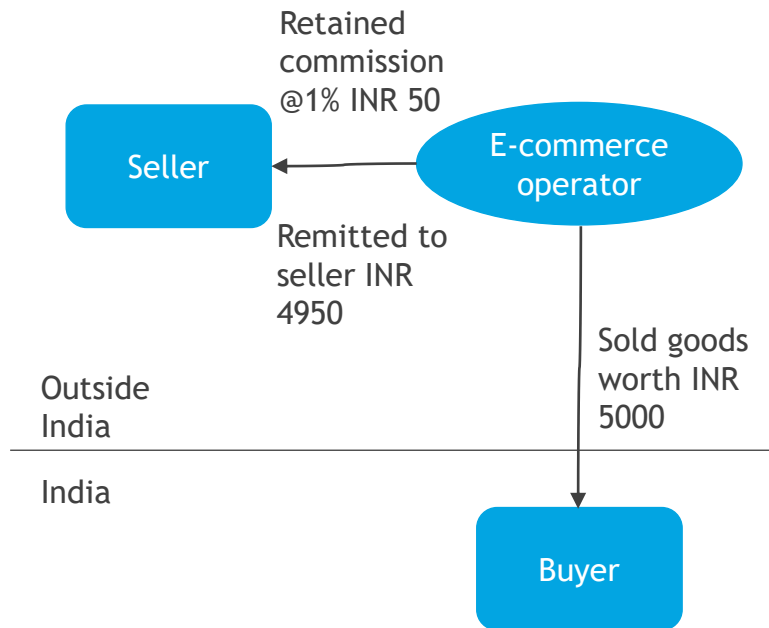 Retained
commission
@1% INR 50
Seller
E-commerce
operator
Remitted to
seller INR
4950
Sold goods
worth INR
5000
Outside
India
India
Buyer